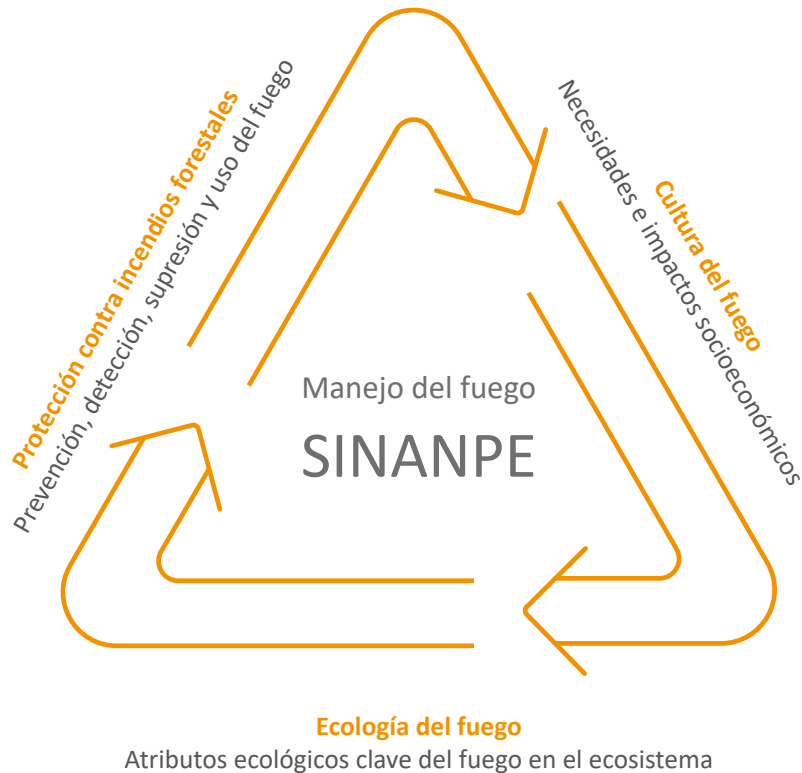 Protección contra incendios forestales
Prevención, detección, supresión y uso del fuego
Cultura del fuego
Necesidades e impactos socioeconómicos
Manejo del fuego
SINANPE
Ecología del fuego
Atributos ecológicos clave del fuego en el ecosistema